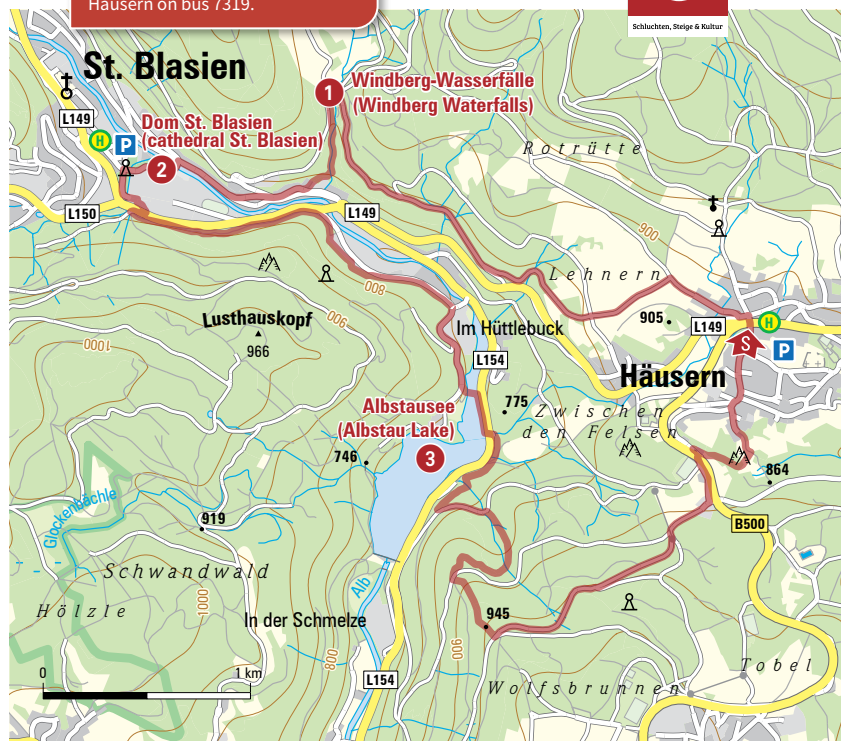 Häusern on bus 7319.
Schluchten, Steige & Kultur
St. Blasien
1
Windberg-Wasserfälle
(Windberg Waterfalls)
L149
H
P
Dom St. Blasien
(cathedral St. Blasien)
2
Rotrütte
L150
L149
900
Lehnern
800
900
Lusthauskopf
966
1000
905
L149
H
S
P
Im Hüttlebuck
L154
Häusern
Albstausee
(Albstau Lake)
3
775
Zwischen
den Felsen
746
864
Glockenbächle
919
B500
Schwandwald
1000
Alb
Hölzle
In der Schmelze
945
800
900
0
1 km
L154
Wolfsbrunnen
Tobel